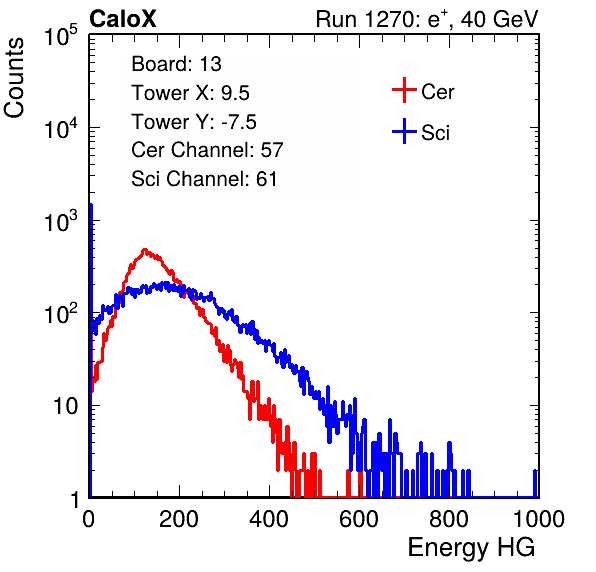 CaloX Run 1270: e⁺, 40 GeV
Counts
Board: 13
Tower X: 9.5
Tower Y: -7.5
Cer Channel: 57
Sci Channel: 61
Cer
Sci
10⁵
10⁴
10³
10²
10
1
0 200 400 600 800 1000
Energy HG